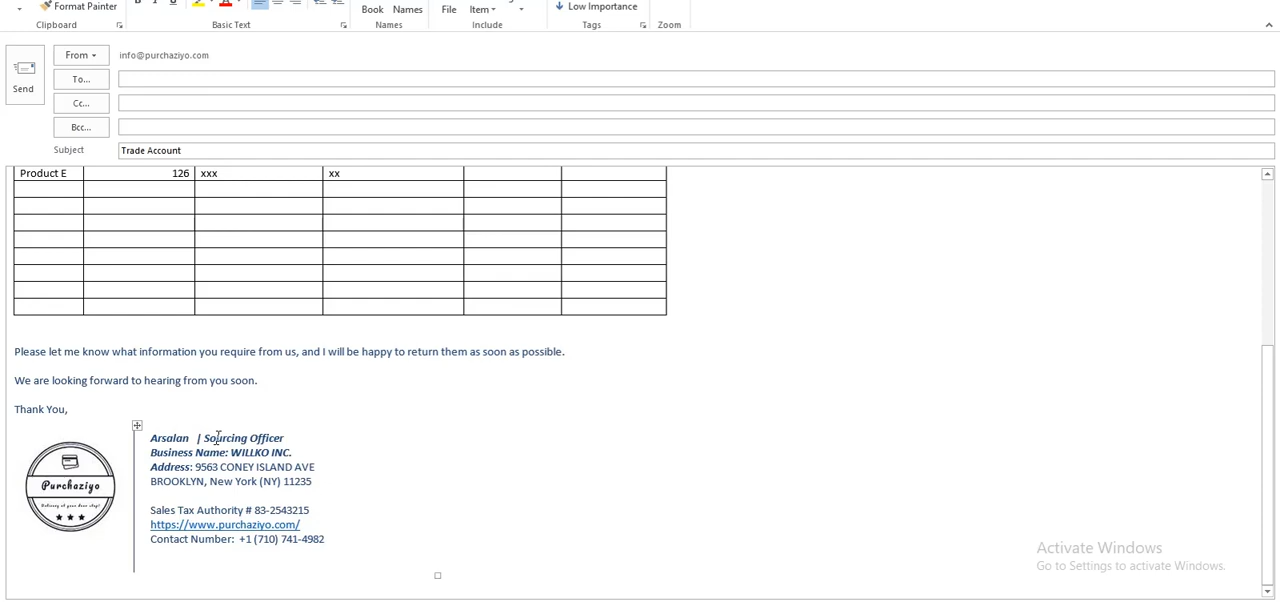 Format Painter
Book Names File Item Low Importance
Clipboard Basic Text Names Include Tags Zoom
From info@purchaziyo.com
Send
To...
Cc...
Bcc...
Subject Trade Account
Product E 126 xxx xx
Please let me know what information you require from us, and I will be happy to return them as soon as possible.
We are looking forward to hearing from you soon.
Thank You,
Arsalan | Sourcing Officer
Business Name: WILLKO INC.
Address: 9563 CONEY ISLAND AVE
BROOKLYN, New York (NY) 11235
Purchaziyo
Delivery at your door step!
Sales Tax Authority # 83-2543215
https://www.purchaziyo.com/
Contact Number: +1 (710) 741-4982
Activate Windows
Go to Settings to activate Windows.